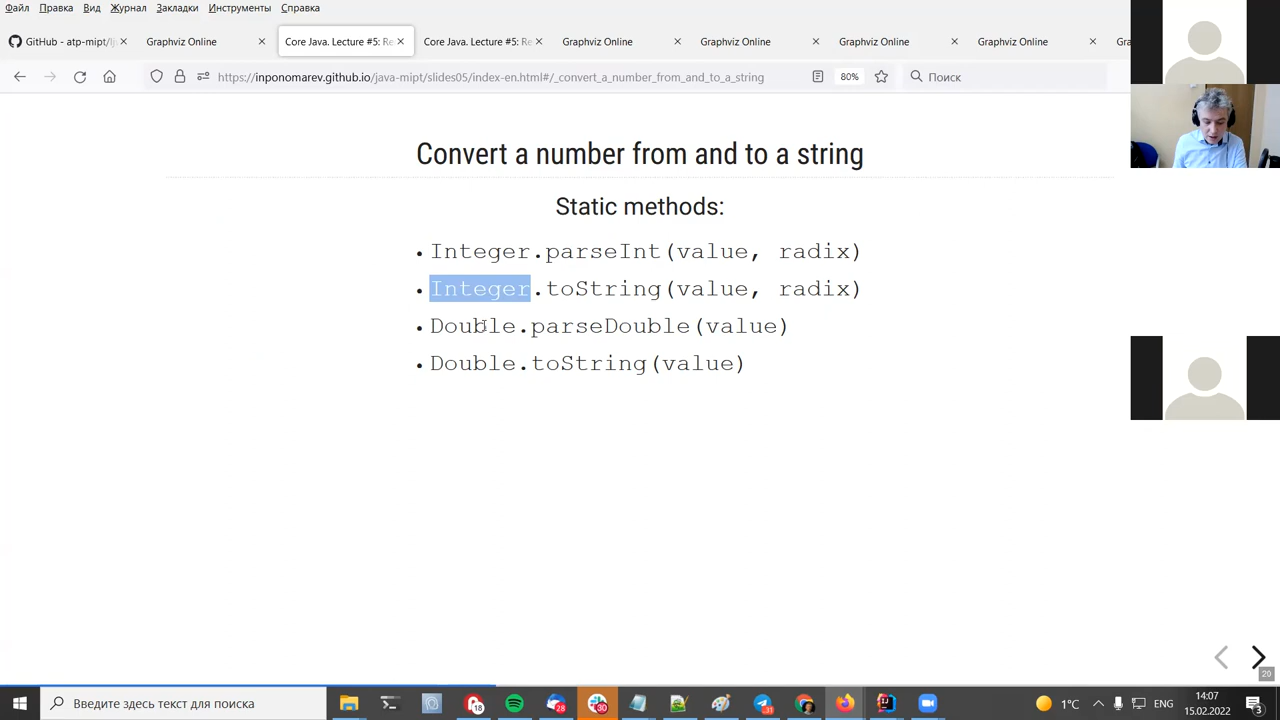 Файл Правка Вид Журнал Закладки Инструменты Справка
GitHub - atp-mipt/ Graphviz Online Core Java. Lecture #5: Re Core Java. Lecture #5: Re Graphviz Online Graphviz Online Graphviz Online Graphviz Online Gra
https://inponomarev.github.io/java-mipt/slides05/index-en.html#/_convert_a_number_from_and_to_a_string 80% Поиск
Convert a number from and to a string
Static methods:
• Integer.parseInt(value, radix)
• Integer.toString(value, radix)
• Double.parseDouble(value)
• Double.toString(value)
20
Введите здесь текст для поиска 18 28 31 1°C ENG 14:07
15.02.2022 3